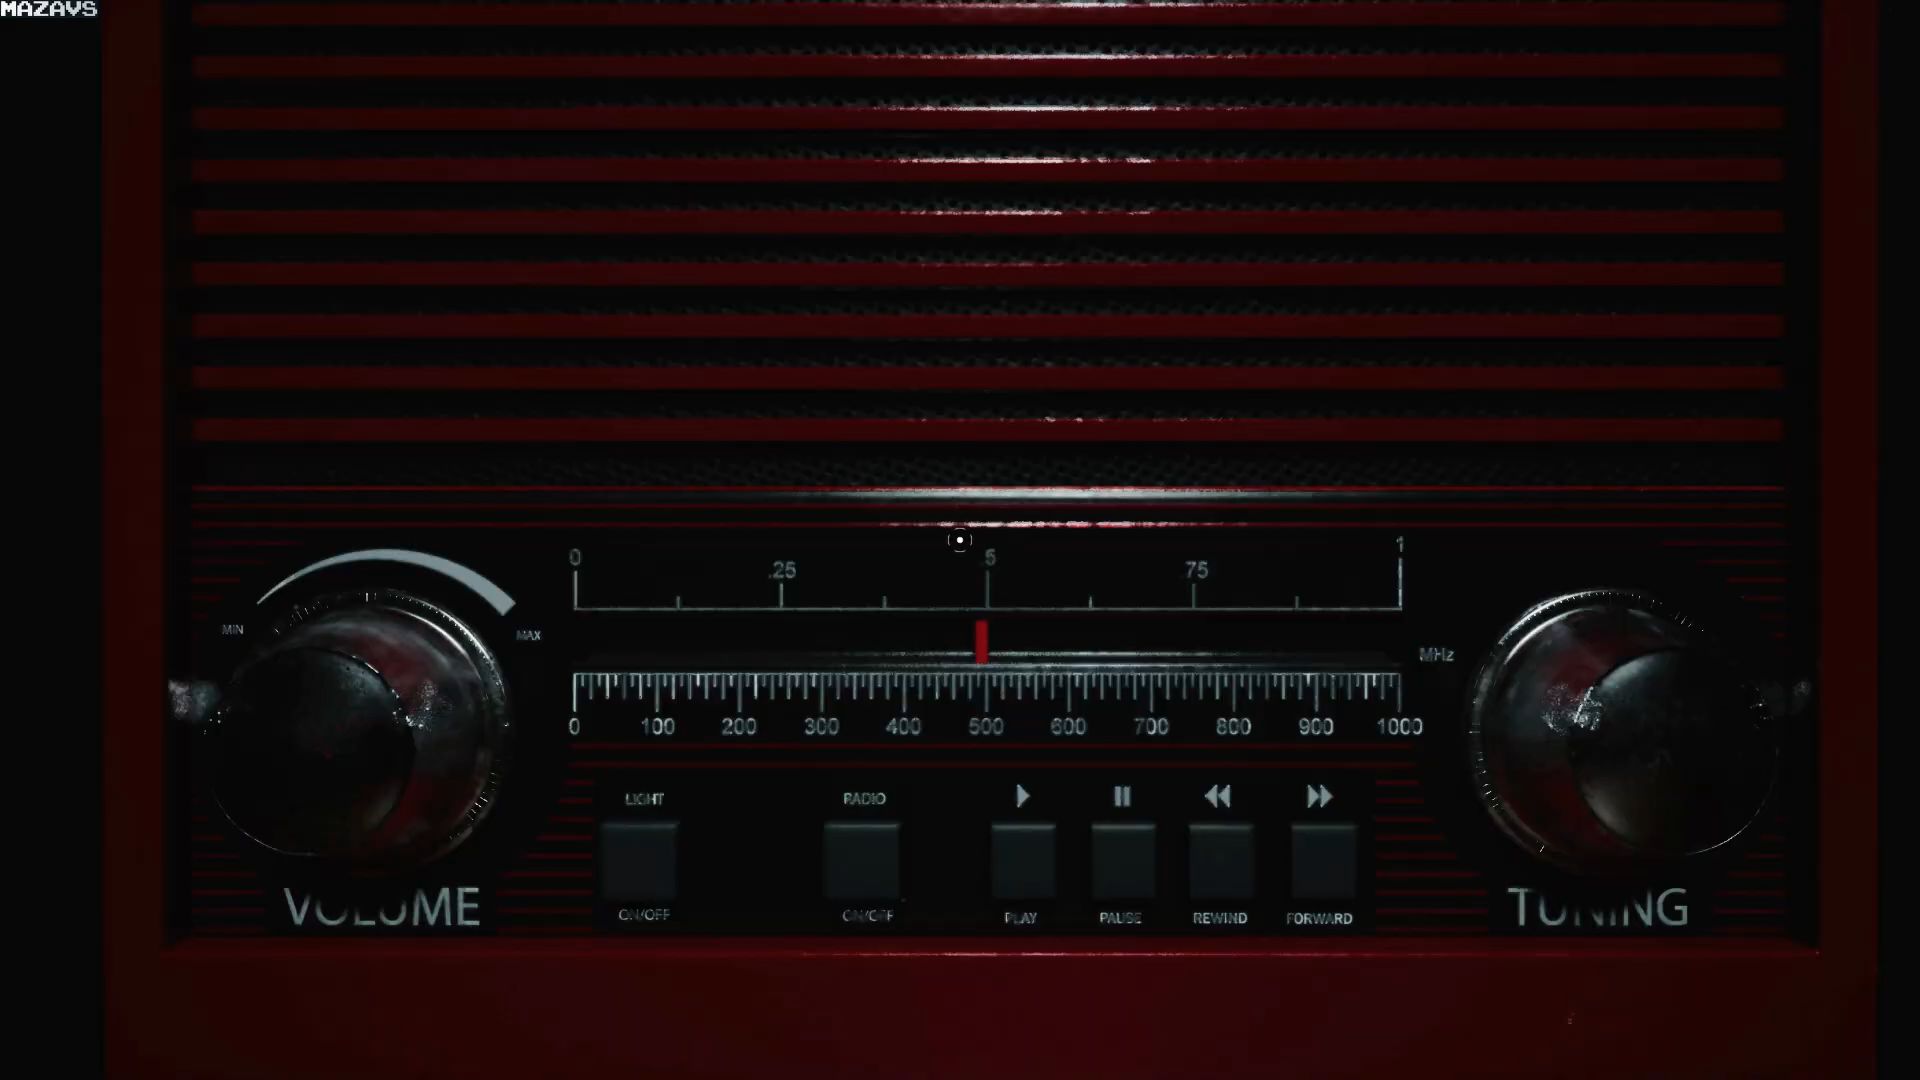 MAZAVS
0 .25 .5 .75 1
MIN MAX
MHz
0 100 200 300 400 500 600 700 800 900 1000
LIGHT RADIO
VOLUME TUNING
ON/OFF ON/OFF PLAY PAUSE REWIND FORWARD